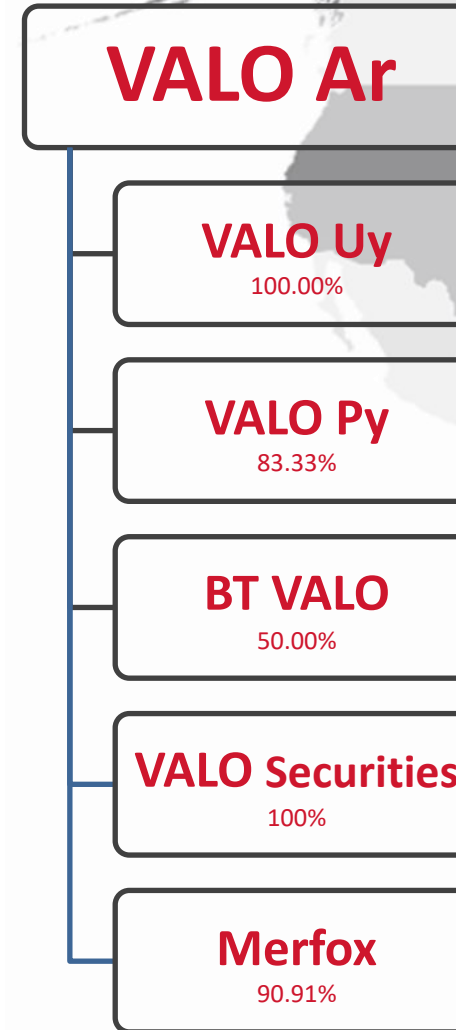 VALO Ar
VALO Uy
100.00%
VALO Py
83.33%
BT VALO
50.00%
VALO Securities
100%
Merfox
90.91%